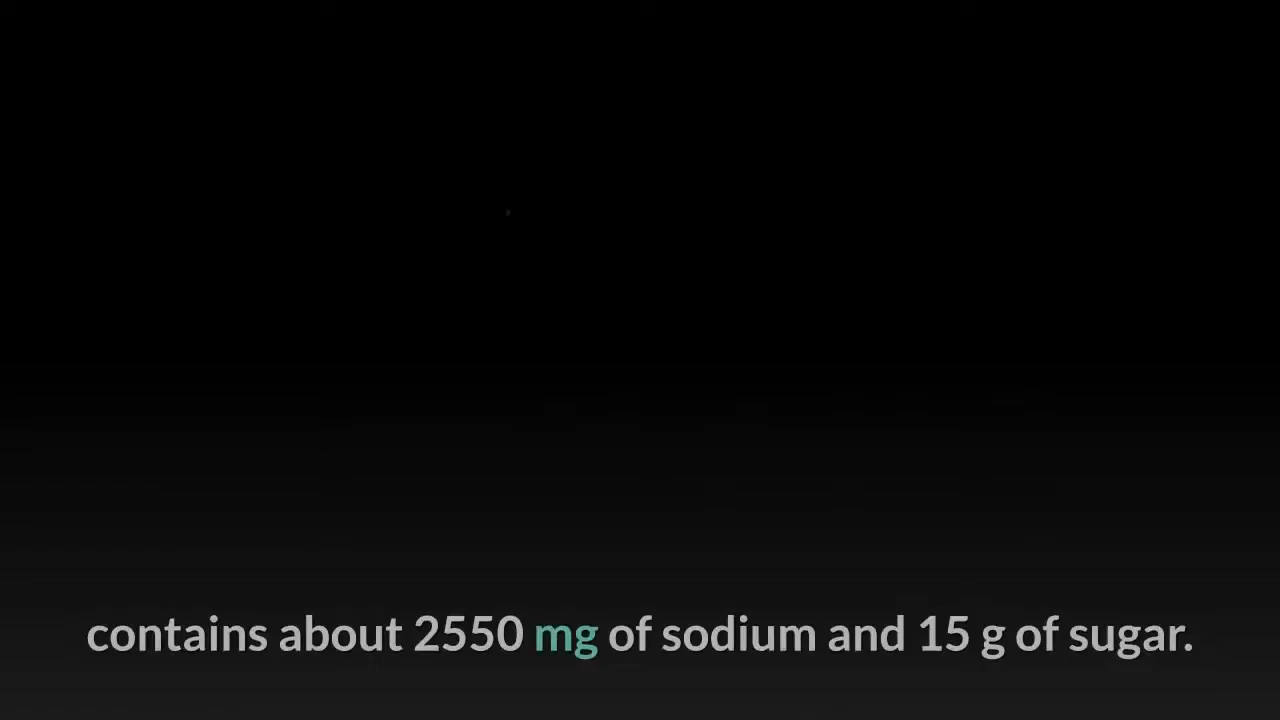 contains about 2550 mg of sodium and 15 g of sugar.